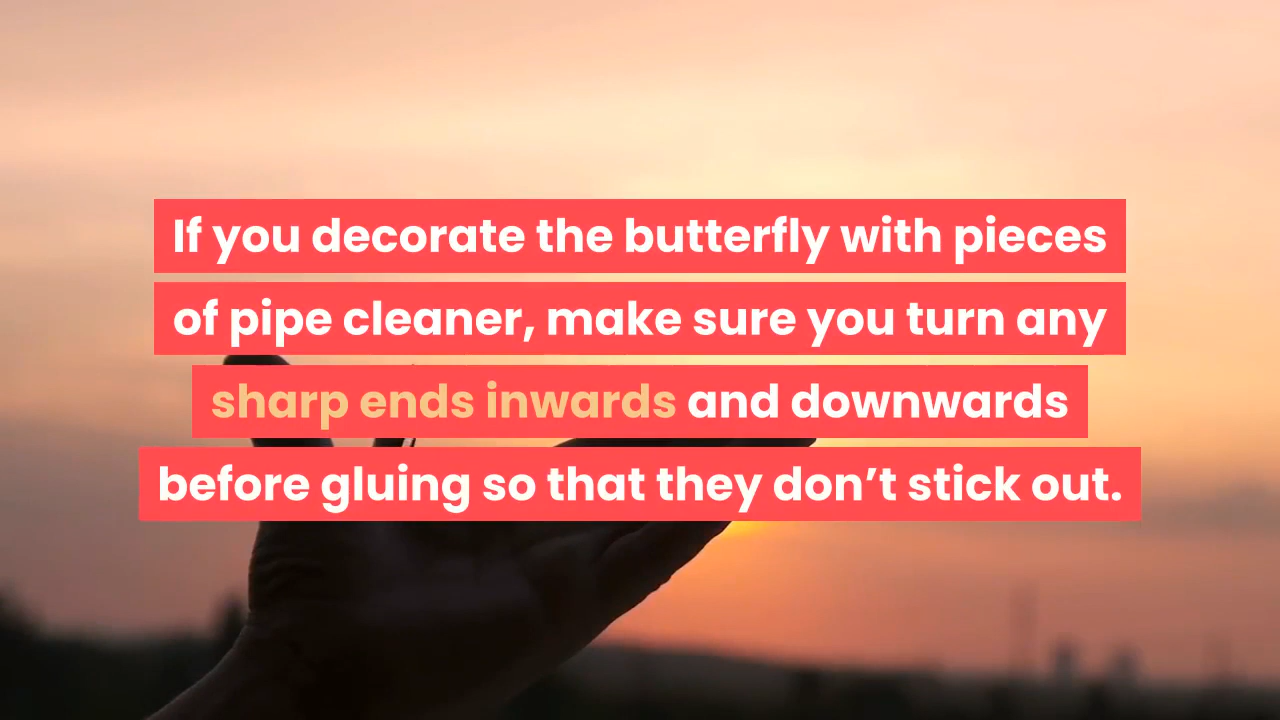 If you decorate the butterfly with pieces
of pipe cleaner, make sure you turn any
sharp ends inwards and downwards
before gluing so that they don’t stick out.